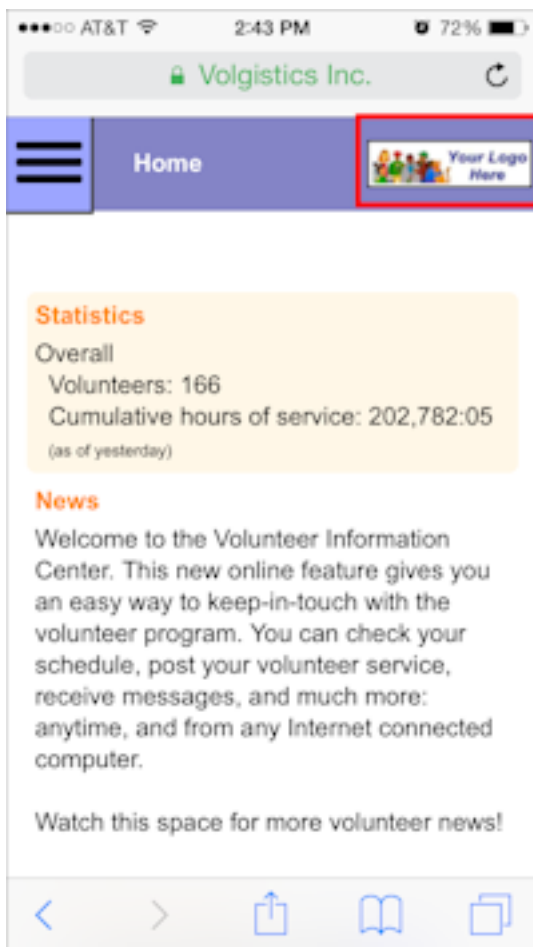 AT&T 2:43 PM 72%
Volgistics Inc.
Home
Your Logo
Here
Statistics
Overall
Volunteers: 166
Cumulative hours of service: 202,782:05
(as of yesterday)
News
Welcome to the Volunteer Information
Center. This new online feature gives you
an easy way to keep-in-touch with the
volunteer program. You can check your
schedule, post your volunteer service,
receive messages, and much more:
anytime, and from any Internet connected
computer.
Watch this space for more volunteer news!